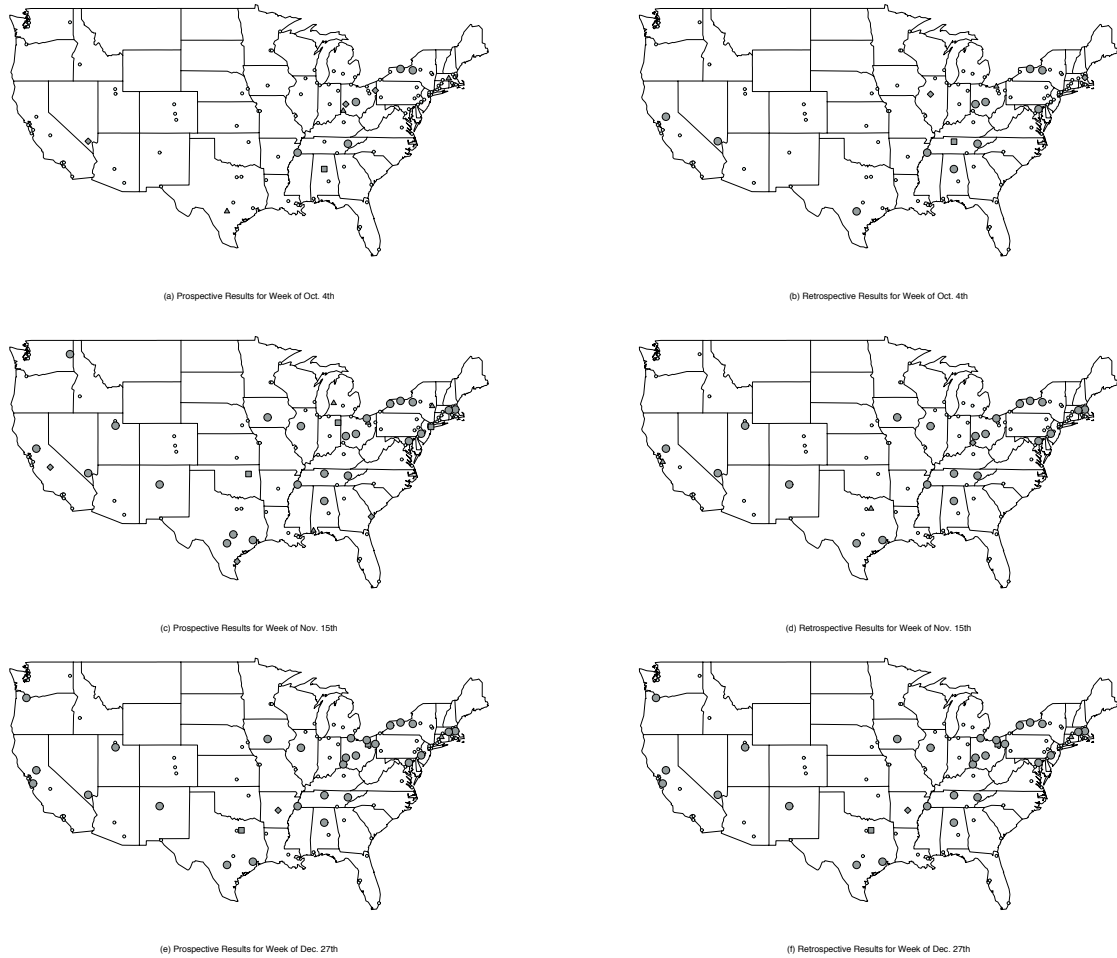 (a) Prospective Results for Week of Oct. 4th
(b) Retrospective Results for Week of Oct. 4th
(c) Prospective Results for Week of Nov. 15th
(d) Retrospective Results for Week of Nov. 15th
(e) Prospective Results for Week of Dec. 27th
(f) Retrospective Results for Week of Dec. 27th